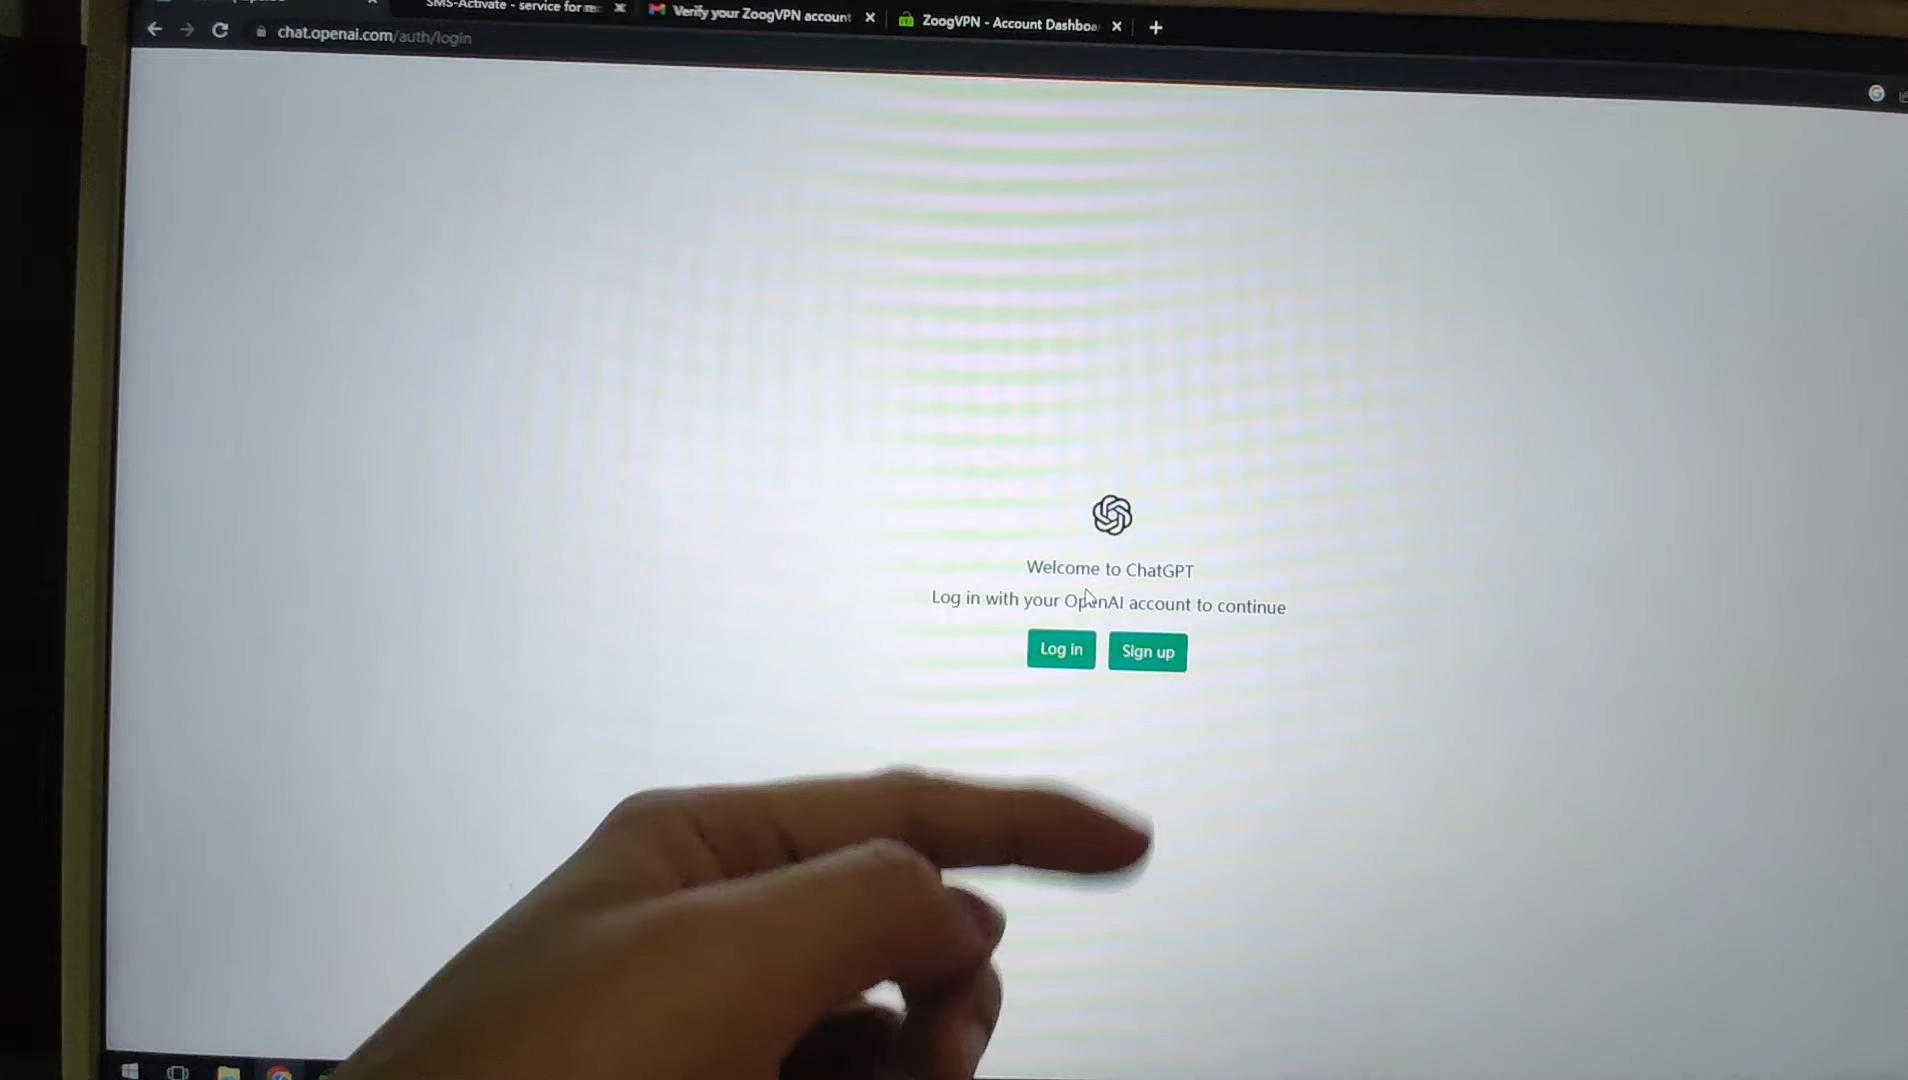 SMS-Activate - service for
Verify your ZoogVPN account
ZoogVPN - Account Dashboa
chat.openai.com/auth/login
Welcome to ChatGPT
Log in with your OpenAI account to continue
Log in
Sign up